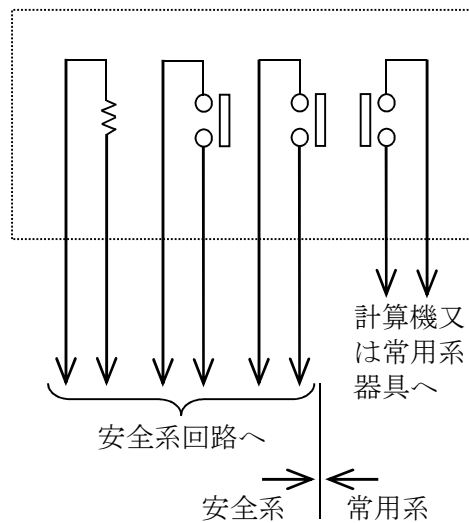 計算機又
は常用系
器具へ
安全系回路へ
安全系
常用系